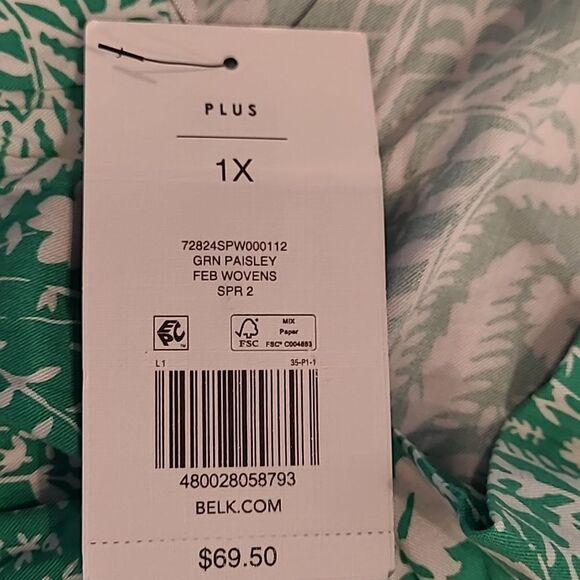 PLUS
1X
72824SPW000112
GRN PAISLEY
FEB WOVENS
SPR 2
EPC
FSC
MIX
Paper
FSC® C004883
L1 35-P1-1
480028058793
BELK.COM
$69.50